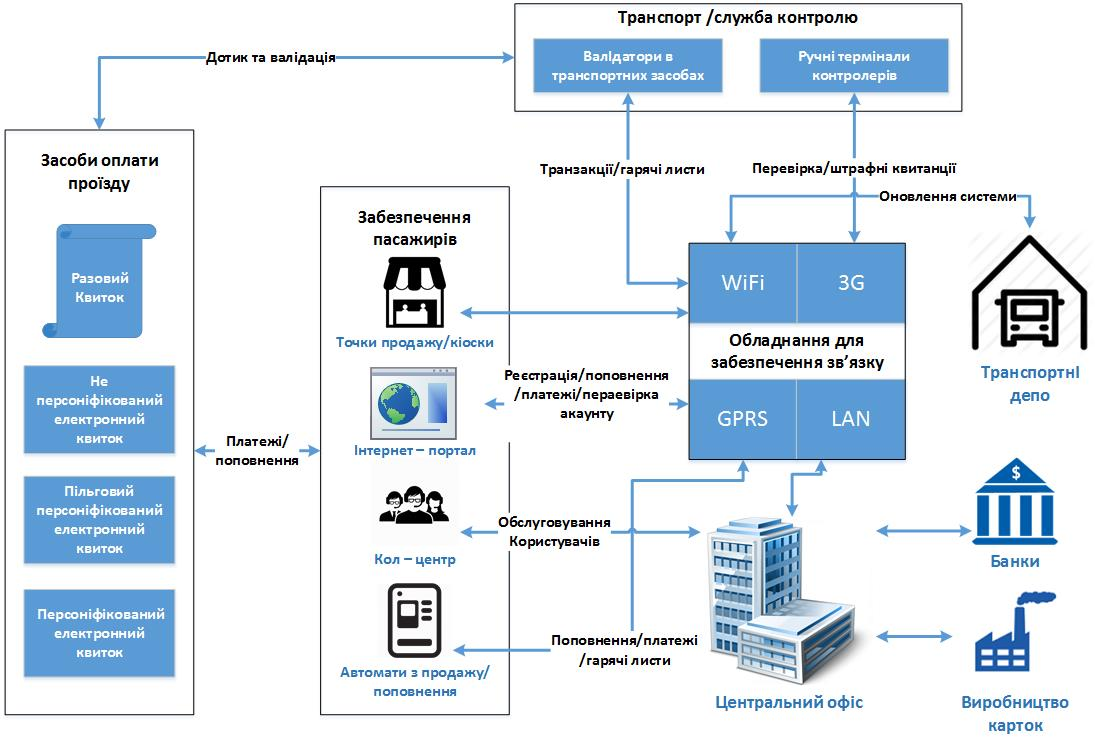 Транспорт /служба контролю
Валідатори в
транспортних засобах
Ручні термінали
контролерів
Дотик та валідація
Засоби оплати
проїзду
Разовий
Квиток
Не
персоніфікований
електронний
квиток
Пільговий
персоніфікований
електронний
квиток
Персоніфікований
електронний
квиток
Платежі/
поповнення
Забезпечення
пасажирів
Точки продажу/кіоски
Інтернет – портал
Кол – центр
Автомати з продажу/
поповнення
Транзакції/гарячі листи
Перевірка/штрафні квитанції
Оновлення системи
WiFi
3G
Обладнання для
забезпечення зв’язку
GPRS
LAN
Реєстрація/поповнення
/платежі/пераевірка
акаунту
Обслуговування
Користувачів
Поповнення/платежі
/гарячі листи
Транспортні
депо
$
Банки
Центральний офіс
Виробництво
карток